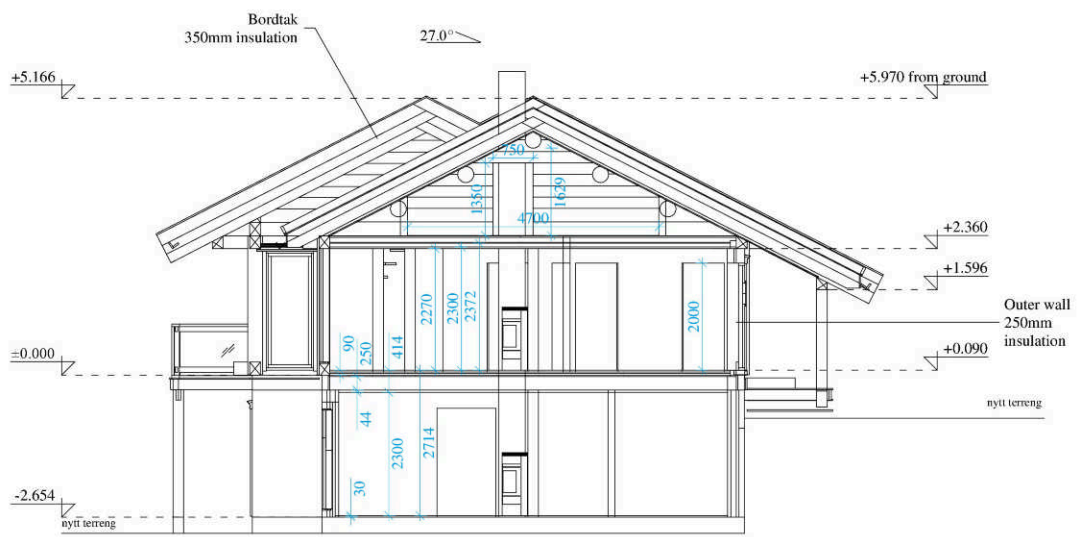 Bordtak
350mm insulation
27.0°
+5.166
+5.970 from ground
750
1350
1629
4700
+2.360
+1.596
2270
2300
2372
2000
Outer wall
250mm
insulation
90
250
414
±0.000
+0.090
44
2300
2714
nytt terreng
30
-2.654
nytt terreng